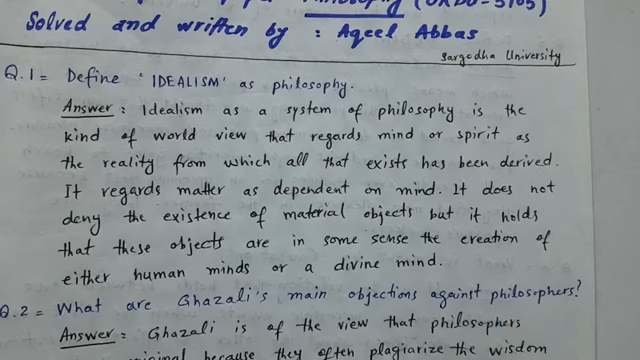 Philosophy (URDU-5105)
Solved and written by : Aqeel Abbas
Sargodha University
Q.1 = Define 'IDEALISM' as philosophy.
Answer : Idealism as a system of philosophy is the
kind of world view that regards mind or spirit as
the reality from which all that exists has been derived.
It regards matter as dependent on mind. It does not
deny the existence of material objects but it holds
that these objects are in some sense the creation of
either human minds or a divine mind.
Q.2 = What are Ghazali's main objections against philosophers?
Answer : Ghazali is of the view that philosophers
because they often plagiarize the wisdom